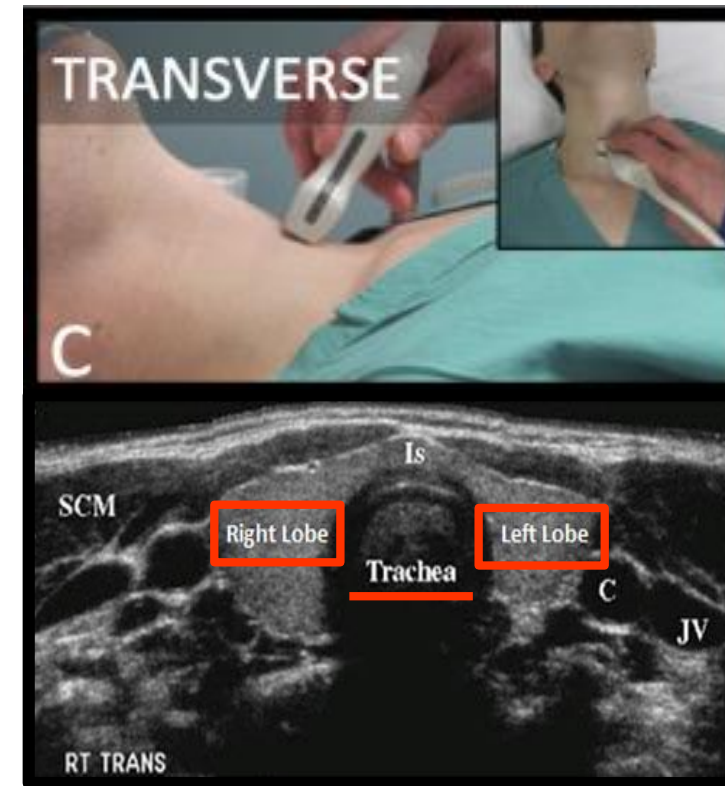 TRANSVERSE
C
Is
SCM
Right Lobe
Left Lobe
Trachea
C
JV
RT TRANS